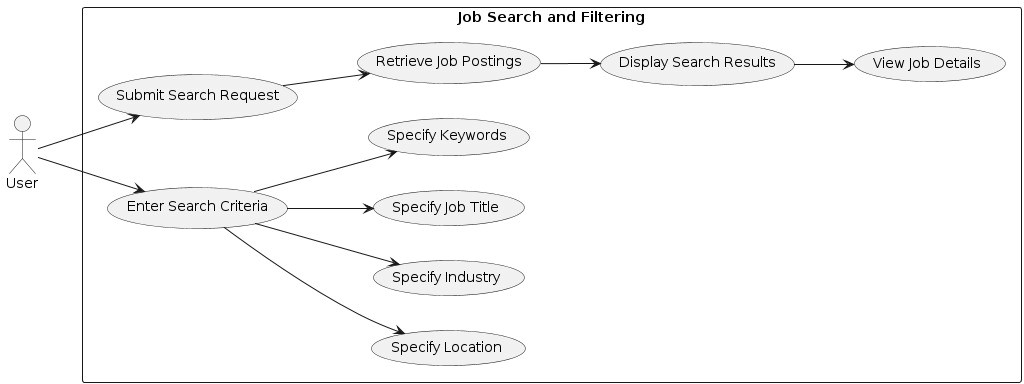 Job Search and Filtering
Retrieve Job Postings
Display Search Results
View Job Details
Submit Search Request
Specify Keywords
User
Enter Search Criteria
Specify Job Title
Specify Industry
Specify Location